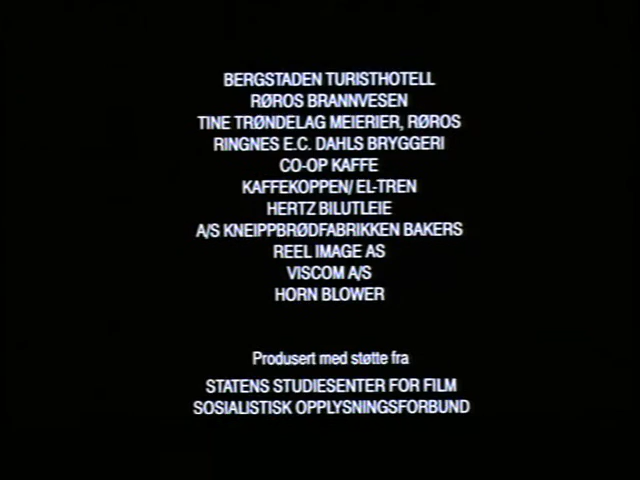 BERGSTADEN TURISTHOTELL
RØROS BRANNVESEN
TINE TRØNDELAG MEIERIER, RØROS
RINGNES E.C. DAHLS BRYGGERI
CO-OP KAFFE
KAFFEKOPPEN/ EL-TREN
HERTZ BILUTLEIE
A/S KNEIPPBRØDFABRIKKEN BAKERS
REEL IMAGE AS
VISCOM A/S
HORN BLOWER
Produsert med støtte fra
STATENS STUDIESENTER FOR FILM
SOSIALISTISK OPPLYSNINGSFORBUND